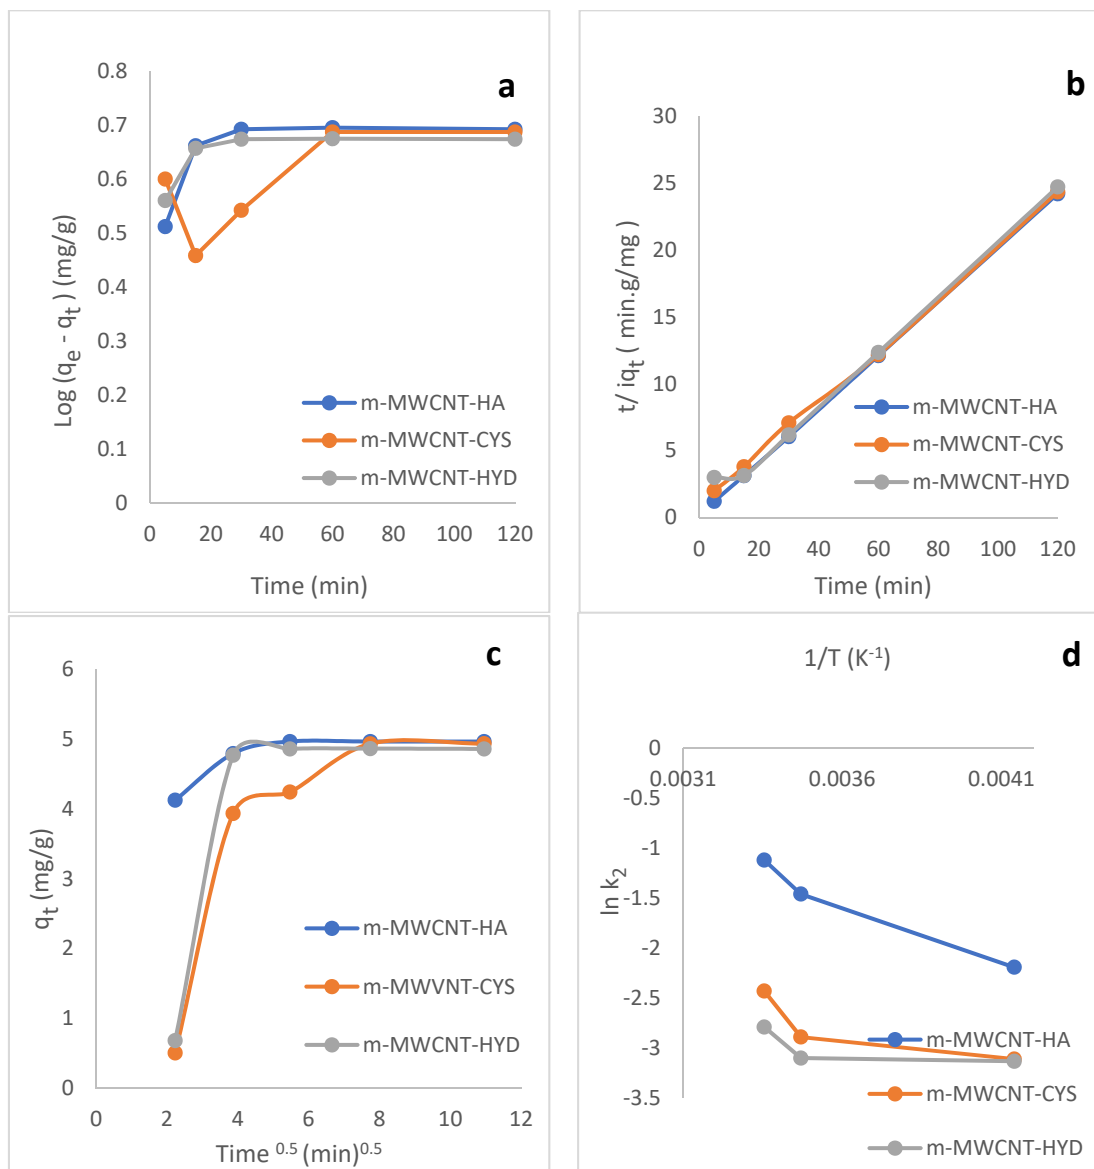 a
0.8
0.7
0.6
0.5
0.4
0.3
0.2
0.1
0
Log (qe - qt ) (mg/g)
m-MWCNT-HA
m-MWCNT-CYS
m-MWCNT-HYD
0 20 40 60 80 100 120
Time (min)
b
30
25
20
15
10
5
0
t/ iqt ( min.g/mg )
m-MWCNT-HA
m-MWCNT-CYS
m-MWCNT-HYD
0 20 40 60 80 100 120
Time (min)
c
6
5
4
3
2
1
0
qt (mg/g)
m-MWCNT-HA
m-MWVNT-CYS
m-MWCNT-HYD
0 2 4 6 8 10 12
Time 0.5 (min)0.5
1/T (K-1)
d
0
0.0031 0.0036 0.0041
-0.5
-1
-1.5
-2
-2.5
-3
-3.5
ln k2
m-MWCNT-HA
m-MWCNT-CYS
m-MWCNT-HYD